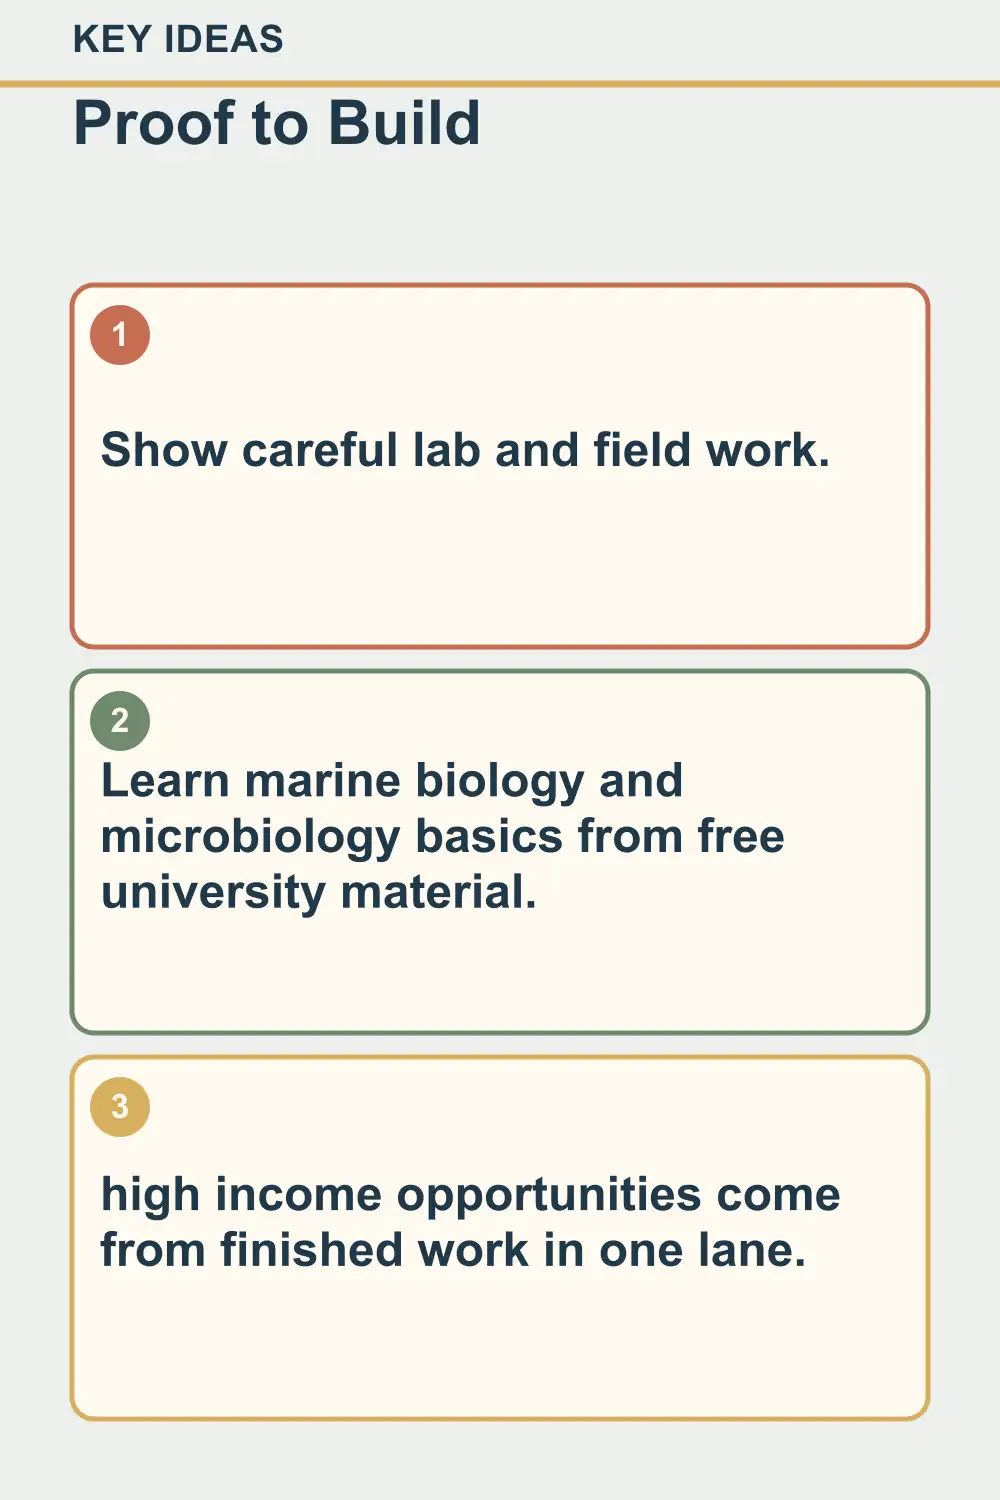 KEY IDEAS
Proof to Build
1
Show careful lab and field work.
2
Learn marine biology and
microbiology basics from free
university material.
3
high income opportunities come
from finished work in one lane.